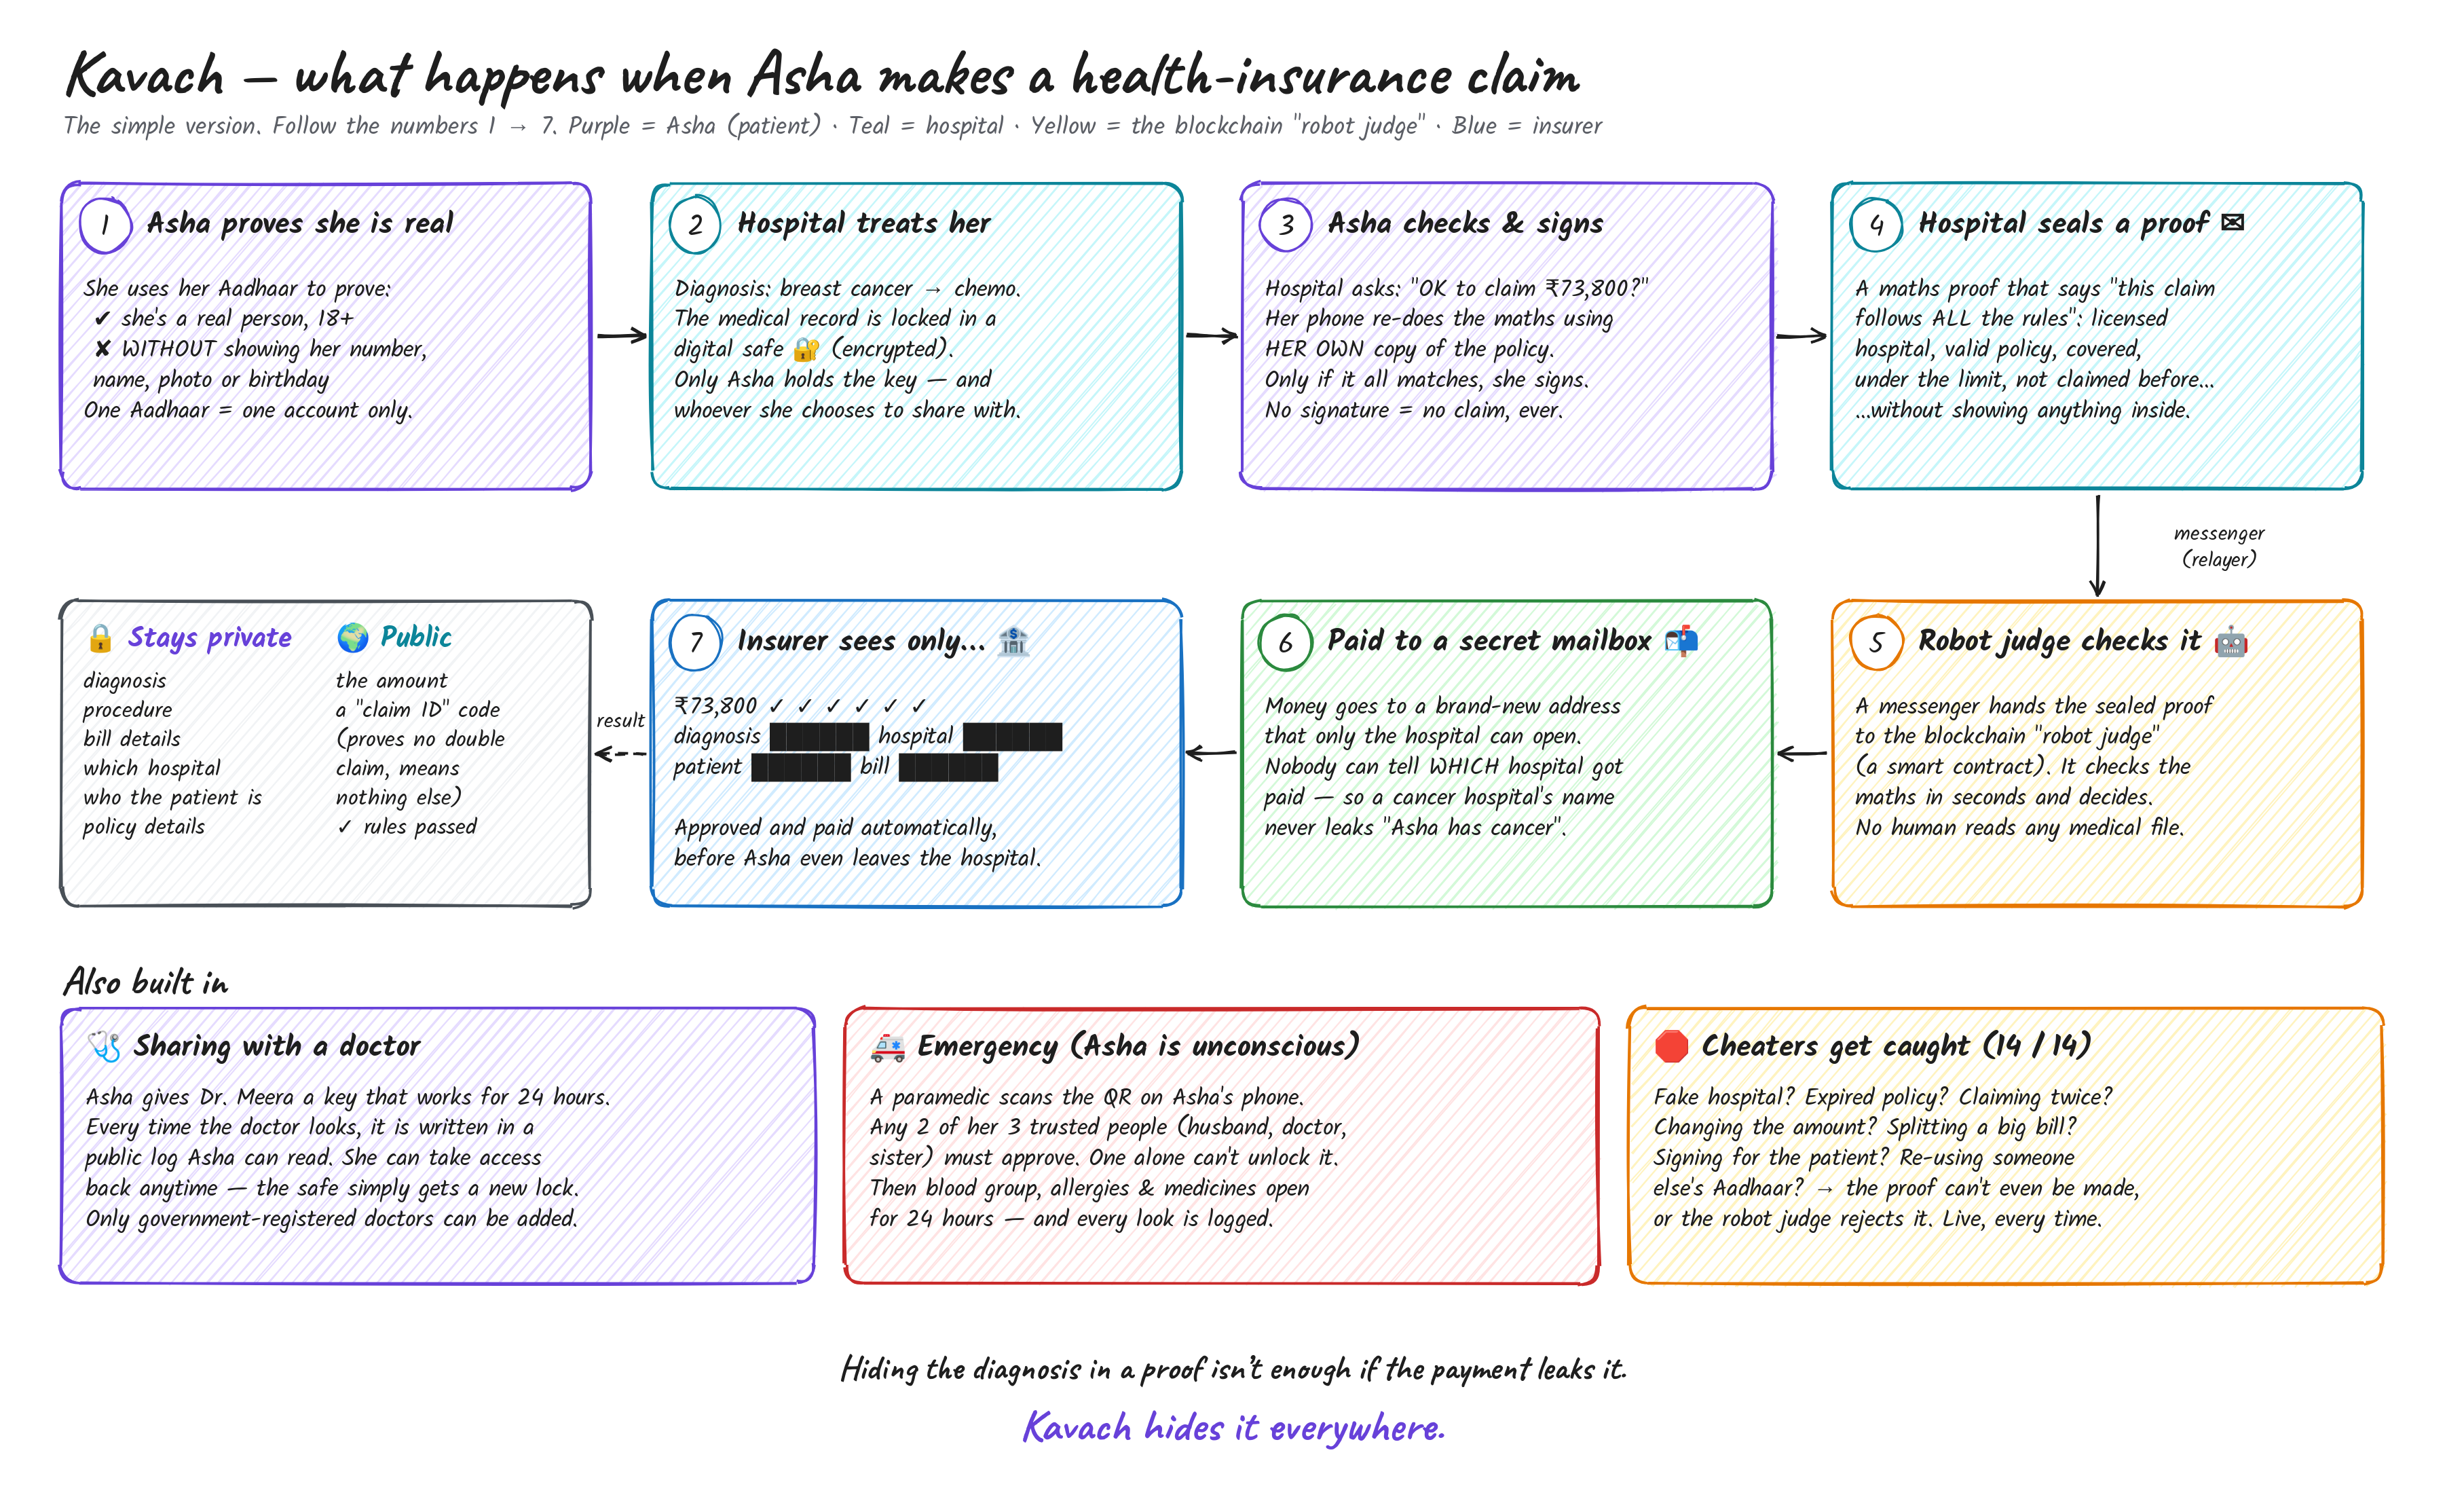 Kavach — what happens when Asha makes a health-insurance claim
The simple version. Follow the numbers 1 → 7. Purple = Asha (patient) · Teal = hospital · Yellow = the blockchain "robot judge" · Blue = insurer
1 Asha proves she is real
She uses her Aadhaar to prove:
✔ she's a real person, 18+
✘ WITHOUT showing her number,
name, photo or birthday
One Aadhaar = one account only.
2 Hospital treats her
Diagnosis: breast cancer → chemo.
The medical record is locked in a
digital safe 🔐 (encrypted).
Only Asha holds the key — and
whoever she chooses to share with.
3 Asha checks & signs
Hospital asks: "OK to claim ₹73,800?"
Her phone re-does the maths using
HER OWN copy of the policy.
Only if it all matches, she signs.
No signature = no claim, ever.
4 Hospital seals a proof ✉
A maths proof that says "this claim
follows ALL the rules": licensed
hospital, valid policy, covered,
under the limit, not claimed before...
...without showing anything inside.
messenger
(relayer)
5 Robot judge checks it 🤖
A messenger hands the sealed proof
to the blockchain "robot judge"
(a smart contract). It checks the
maths in seconds and decides.
No human reads any medical file.
6 Paid to a secret mailbox 📬
Money goes to a brand-new address
that only the hospital can open.
Nobody can tell WHICH hospital got
paid — so a cancer hospital's name
never leaks "Asha has cancer".
7 Insurer sees only... 🏦
₹73,800 ✓ ✓ ✓ ✓ ✓ ✓
diagnosis ██████ hospital ██████
patient ██████ bill ██████
Approved and paid automatically,
before Asha even leaves the hospital.
result
🔒 Stays private
diagnosis
procedure
bill details
which hospital
who the patient is
policy details
🌍 Public
the amount
a "claim ID" code
(proves no double
claim, means
nothing else)
✓ rules passed
Also built in
🩺 Sharing with a doctor
Asha gives Dr. Meera a key that works for 24 hours.
Every time the doctor looks, it is written in a
public log Asha can read. She can take access
back anytime — the safe simply gets a new lock.
Only government-registered doctors can be added.
🚑 Emergency (Asha is unconscious)
A paramedic scans the QR on Asha's phone.
Any 2 of her 3 trusted people (husband, doctor,
sister) must approve. One alone can't unlock it.
Then blood group, allergies & medicines open
for 24 hours — and every look is logged.
🛑 Cheaters get caught (14 / 14)
Fake hospital? Expired policy? Claiming twice?
Changing the amount? Splitting a big bill?
Signing for the patient? Re-using someone
else's Aadhaar? → the proof can't even be made,
or the robot judge rejects it. Live, every time.
Hiding the diagnosis in a proof isn’t enough if the payment leaks it.
Kavach hides it everywhere.